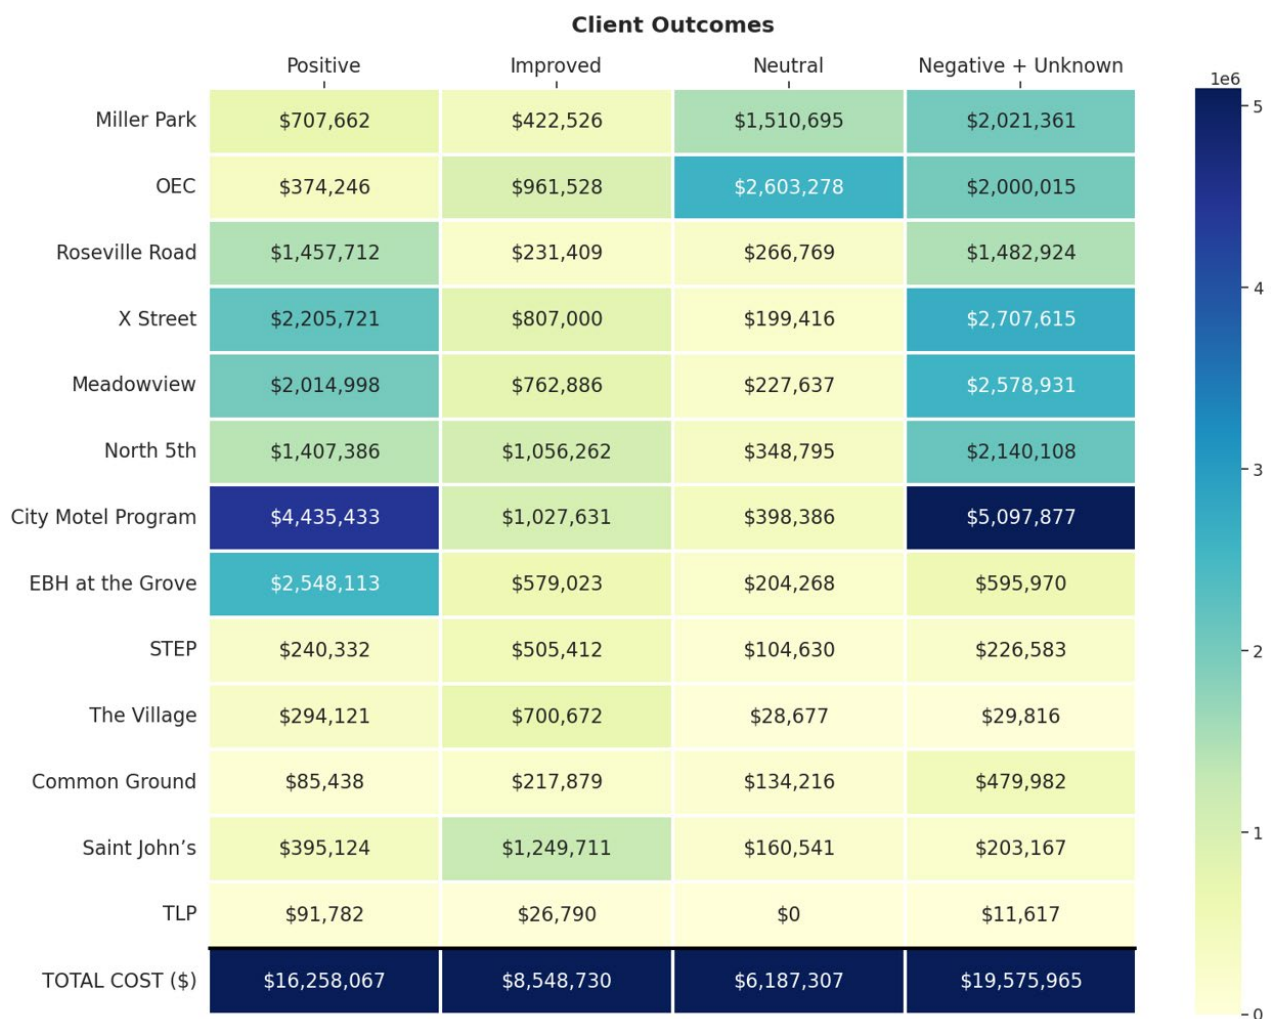 Client Outcomes
Positive Improved Neutral Negative + Unknown
1e6
Miller Park $707,662 $422,526 $1,510,695 $2,021,361
OEC $374,246 $961,528 $2,603,278 $2,000,015
Roseville Road $1,457,712 $231,409 $266,769 $1,482,924
X Street $2,205,721 $807,000 $199,416 $2,707,615
Meadowview $2,014,998 $762,886 $227,637 $2,578,931
North 5th $1,407,386 $1,056,262 $348,795 $2,140,108
City Motel Program $4,435,433 $1,027,631 $398,386 $5,097,877
EBH at the Grove $2,548,113 $579,023 $204,268 $595,970
STEP $240,332 $505,412 $104,630 $226,583
The Village $294,121 $700,672 $28,677 $29,816
Common Ground $85,438 $217,879 $134,216 $479,982
Saint John’s $395,124 $1,249,711 $160,541 $203,167
TLP $91,782 $26,790 $0 $11,617
TOTAL COST ($) $16,258,067 $8,548,730 $6,187,307 $19,575,965
5
4
3
2
1
0